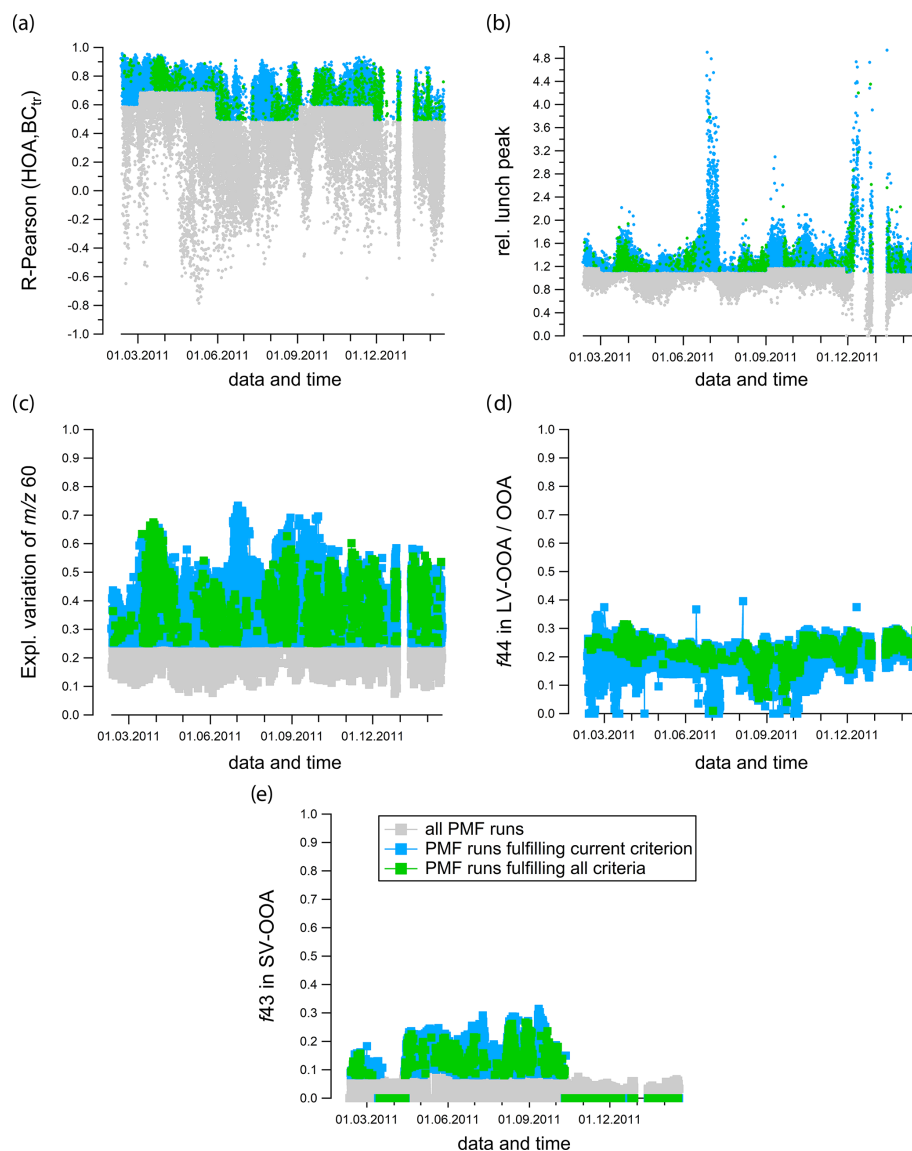 (a)
1.0
0.8
0.6
0.4
0.2
0.0
-0.2
-0.4
-0.6
-0.8
-1.0
R-Pearson (HOA,BCtr)
01.03.2011 01.06.2011 01.09.2011 01.12.2011
data and time
(b)
4.8
4.4
4.0
3.6
3.2
2.8
2.4
2.0
1.6
1.2
0.8
0.4
0.0
rel. lunch peak
01.03.2011 01.06.2011 01.09.2011 01.12.2011
data and time
(c)
1.0
0.9
0.8
0.7
0.6
0.5
0.4
0.3
0.2
0.1
0.0
Expl. variation of m/z 60
01.03.2011 01.06.2011 01.09.2011 01.12.2011
data and time
(d)
1.0
0.9
0.8
0.7
0.6
0.5
0.4
0.3
0.2
0.1
0.0
f44 in LV-OOA / OOA
01.03.2011 01.06.2011 01.09.2011 01.12.2011
data and time
(e)
1.0
0.9
0.8
0.7
0.6
0.5
0.4
0.3
0.2
0.1
0.0
f43 in SV-OOA
all PMF runs
PMF runs fulfilling current criterion
PMF runs fulfilling all criteria
01.03.2011 01.06.2011 01.09.2011 01.12.2011
data and time